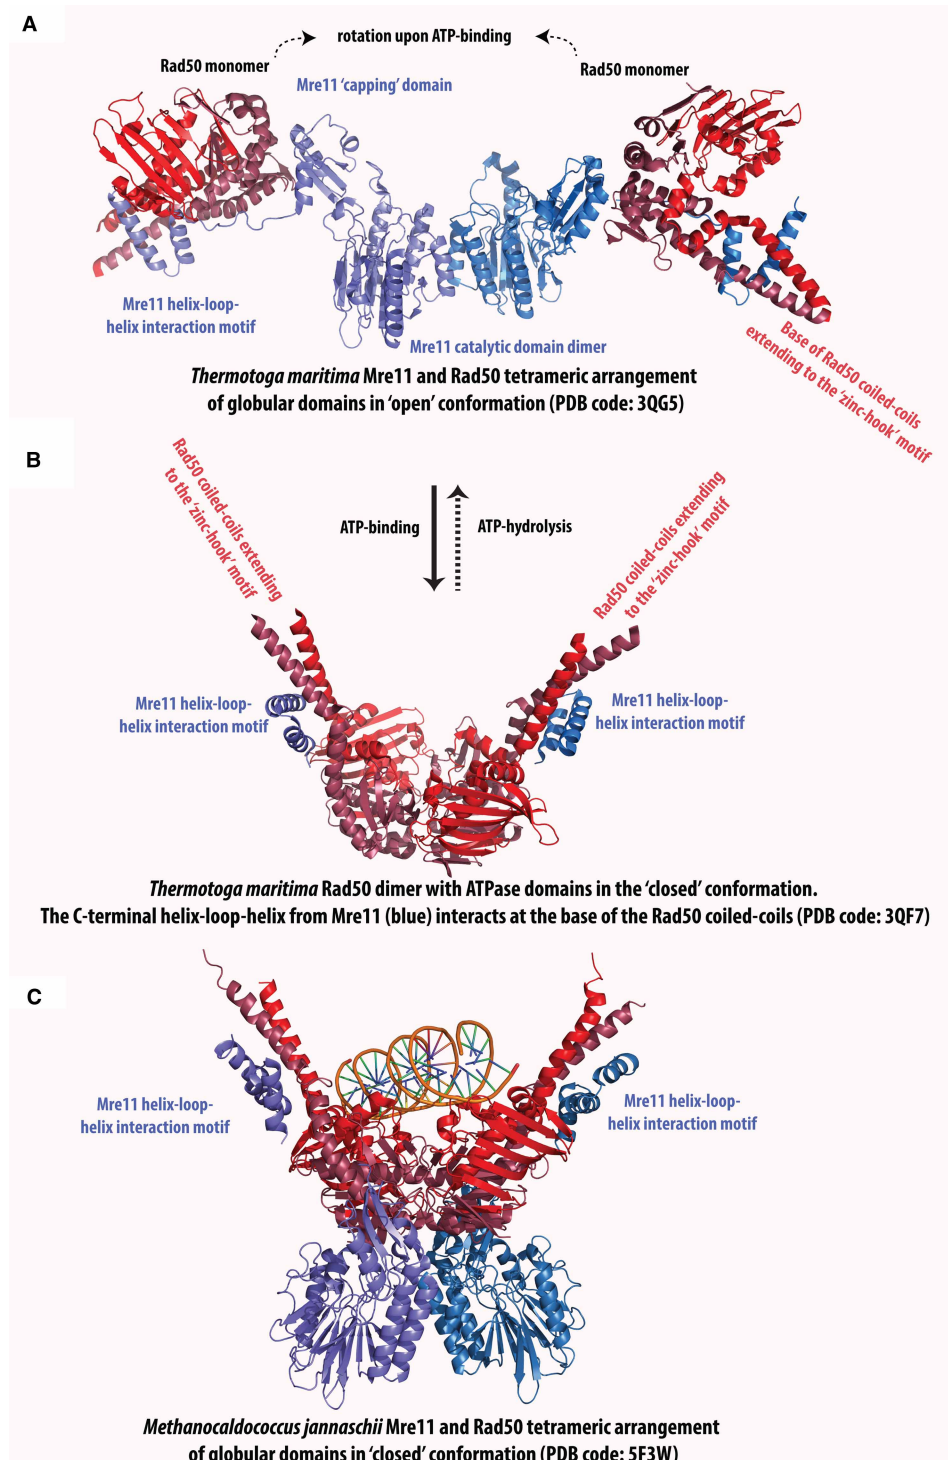 A
rotation upon ATP-binding
Rad50 monomer
Rad50 monomer
Mre11 ‘capping’ domain
Mre11 helix-loop-
helix interaction motif
Mre11 catalytic domain dimer
Base of Rad50 coiled-coils
extending to the ‘zinc-hook’ motif
Thermotoga maritima Mre11 and Rad50 tetrameric arrangement
of globular domains in ‘open’ conformation (PDB code: 3QG5)
B
Rad50 coiled-coils extending
to the ‘zinc-hook’ motif
ATP-binding
ATP-hydrolysis
Rad50 coiled-coils extending
to the ‘zinc-hook’ motif
Mre11 helix-loop-
helix interaction motif
Mre11 helix-loop-
helix interaction motif
Thermotoga maritima Rad50 dimer with ATPase domains in the ‘closed’ conformation.
The C-terminal helix-loop-helix from Mre11 (blue) interacts at the base of the Rad50 coiled-coils (PDB code: 3QF7)
C
Mre11 helix-loop-
helix interaction motif
Mre11 helix-loop-
helix interaction motif
Methanocaldococcus jannaschii Mre11 and Rad50 tetrameric arrangement
of globular domains in ‘closed’ conformation (PDB code: 5F3W)